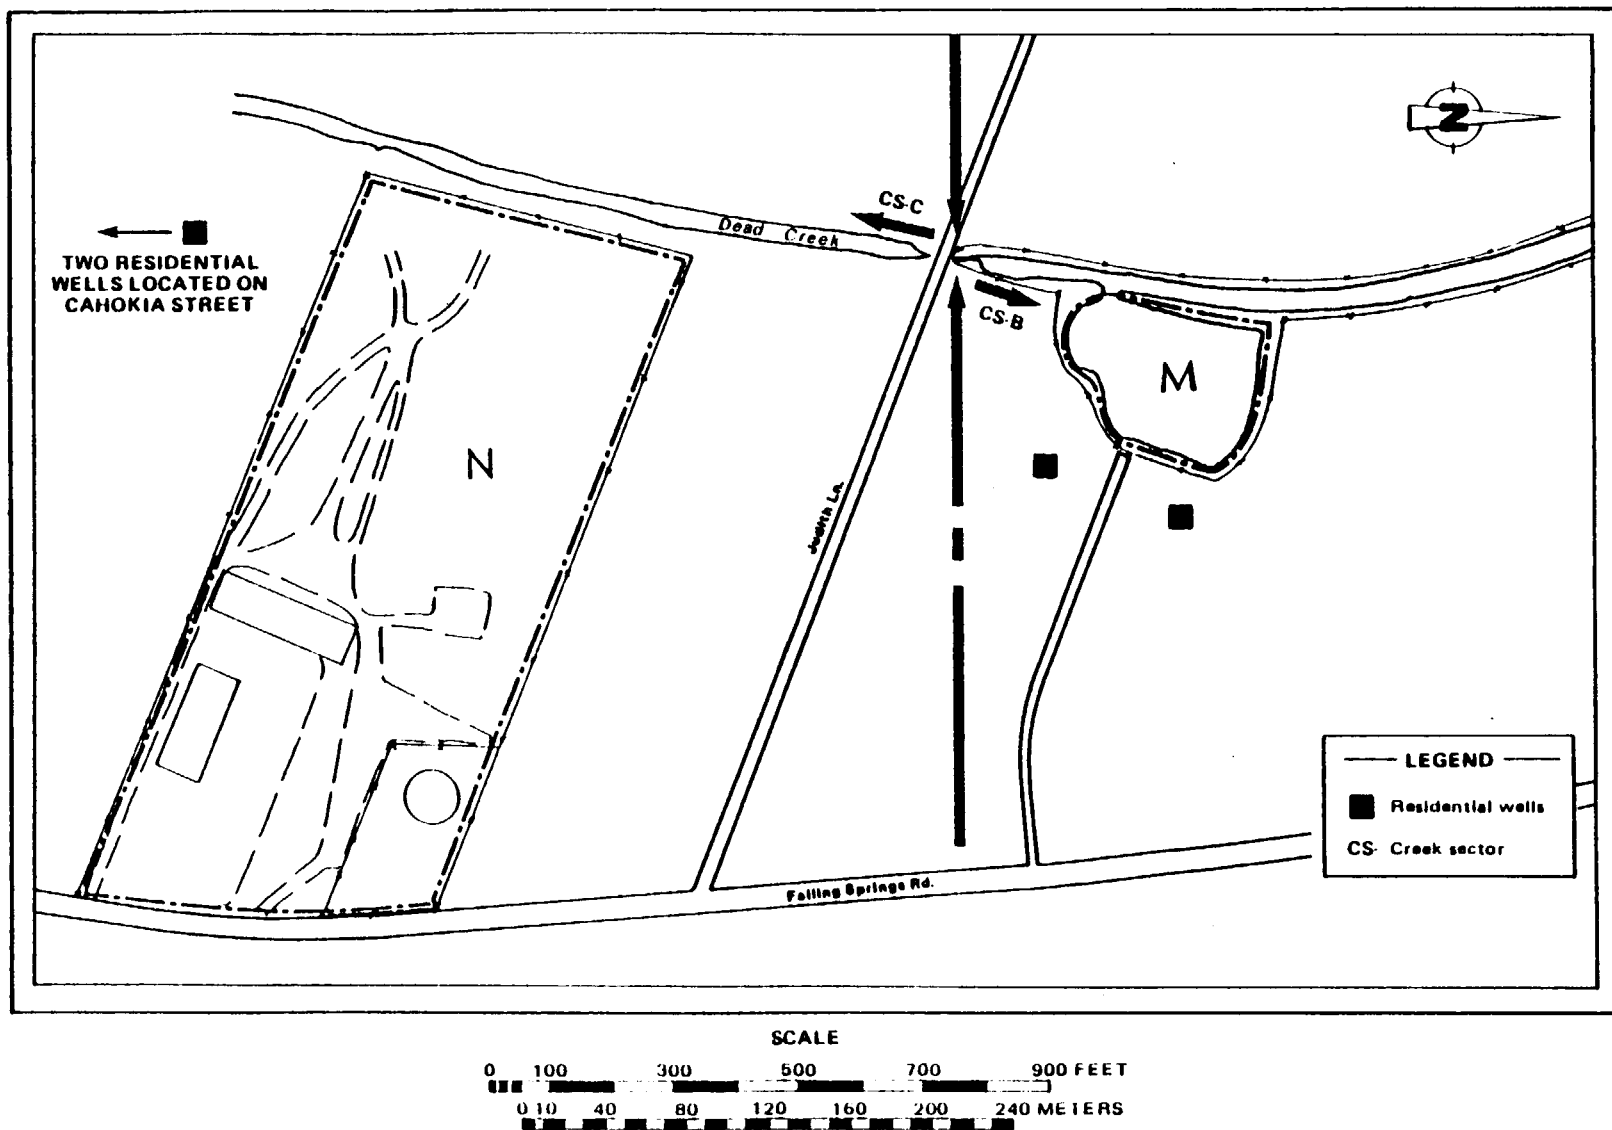 N
CS-C
Dead Creek
TWO RESIDENTIAL
WELLS LOCATED ON
CAHOKIA STREET
CS-B
M
N
Judith Ln.
LEGEND
Residential wells
CS- Creek sector
Falling Springs Rd.
SCALE
0 100 300 500 700 900 FEET
0 10 40 80 120 160 200 240 METERS